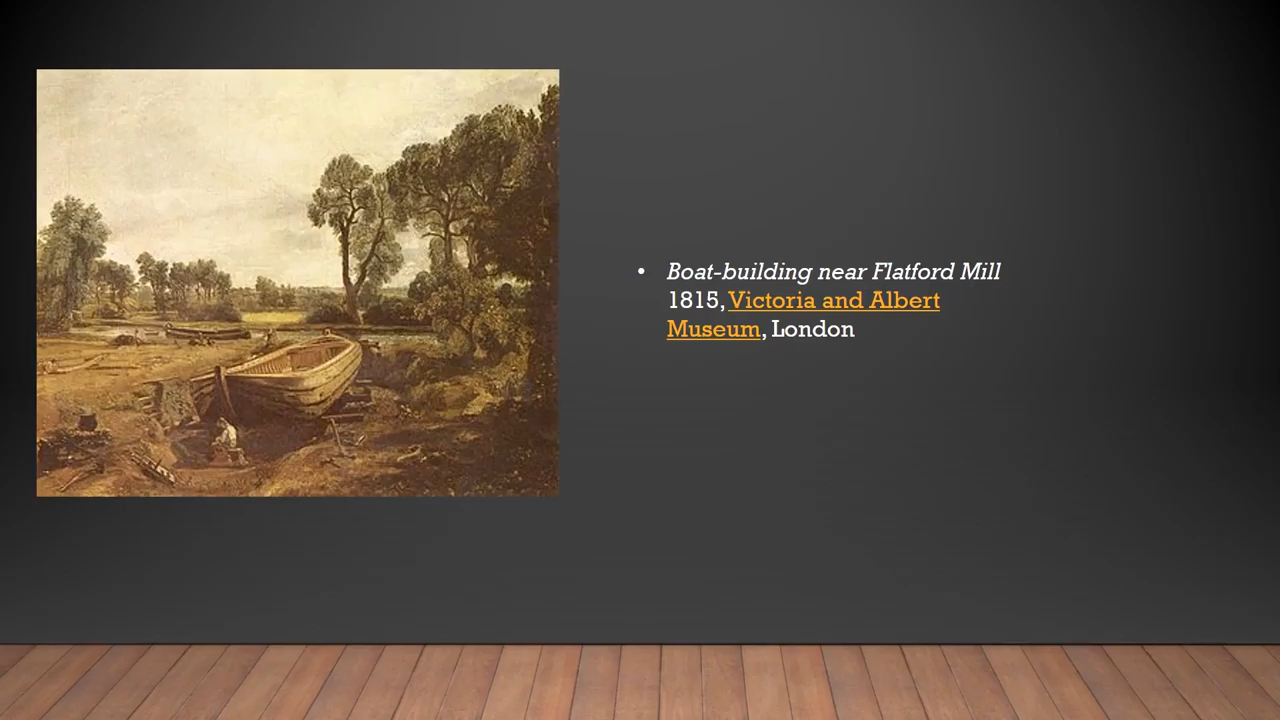 • Boat-building near Flatford Mill
1815, Victoria and Albert
Museum, London